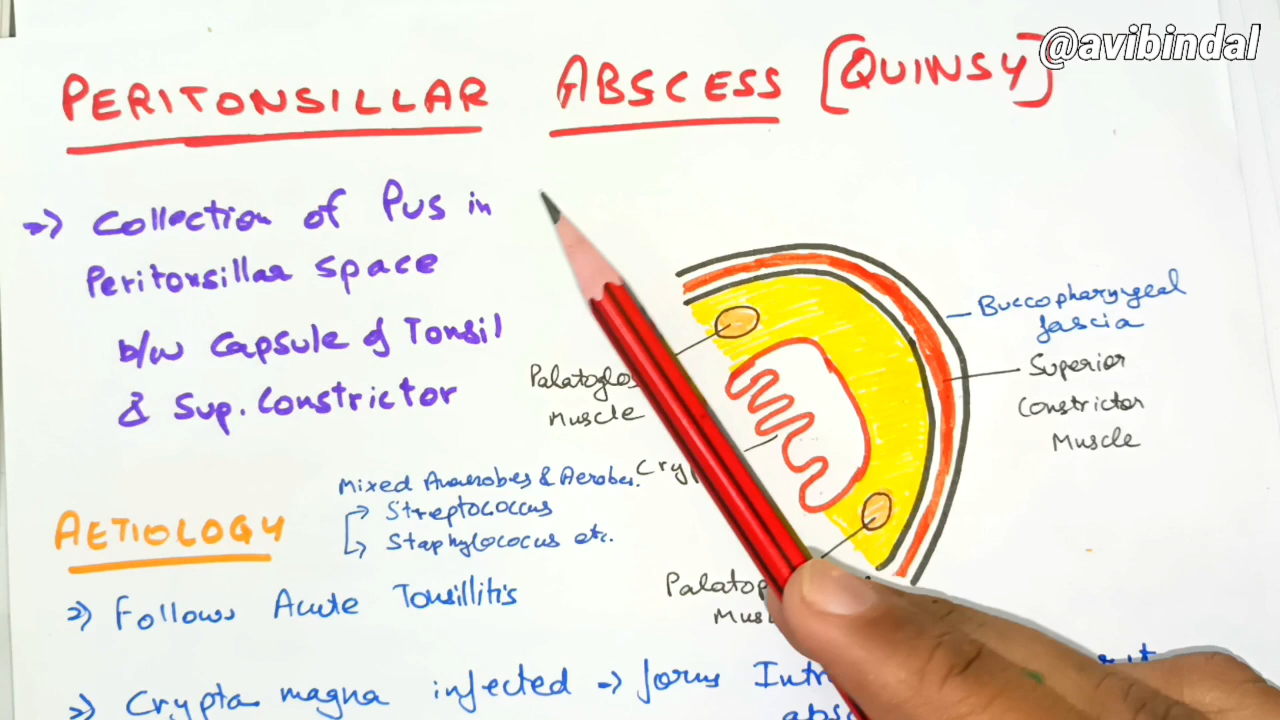 @avibindal
PERITONSILLAR ABSCESS [QUINSY]
=> Collection of Pus in
Peritonsillar space
b/w Capsule of Tonsil
& Sup. Constrictor
Buccopharyngeal
fascia
Superior
Constrictor
Muscle
Muscle
Mixed Anaerobes & Aerobes.
AETIOLOGY
→ Streptococcus
→ Staphylococcus etc.
=> Follows Acute Tonsillitis
=> Crypta magna infected → forms